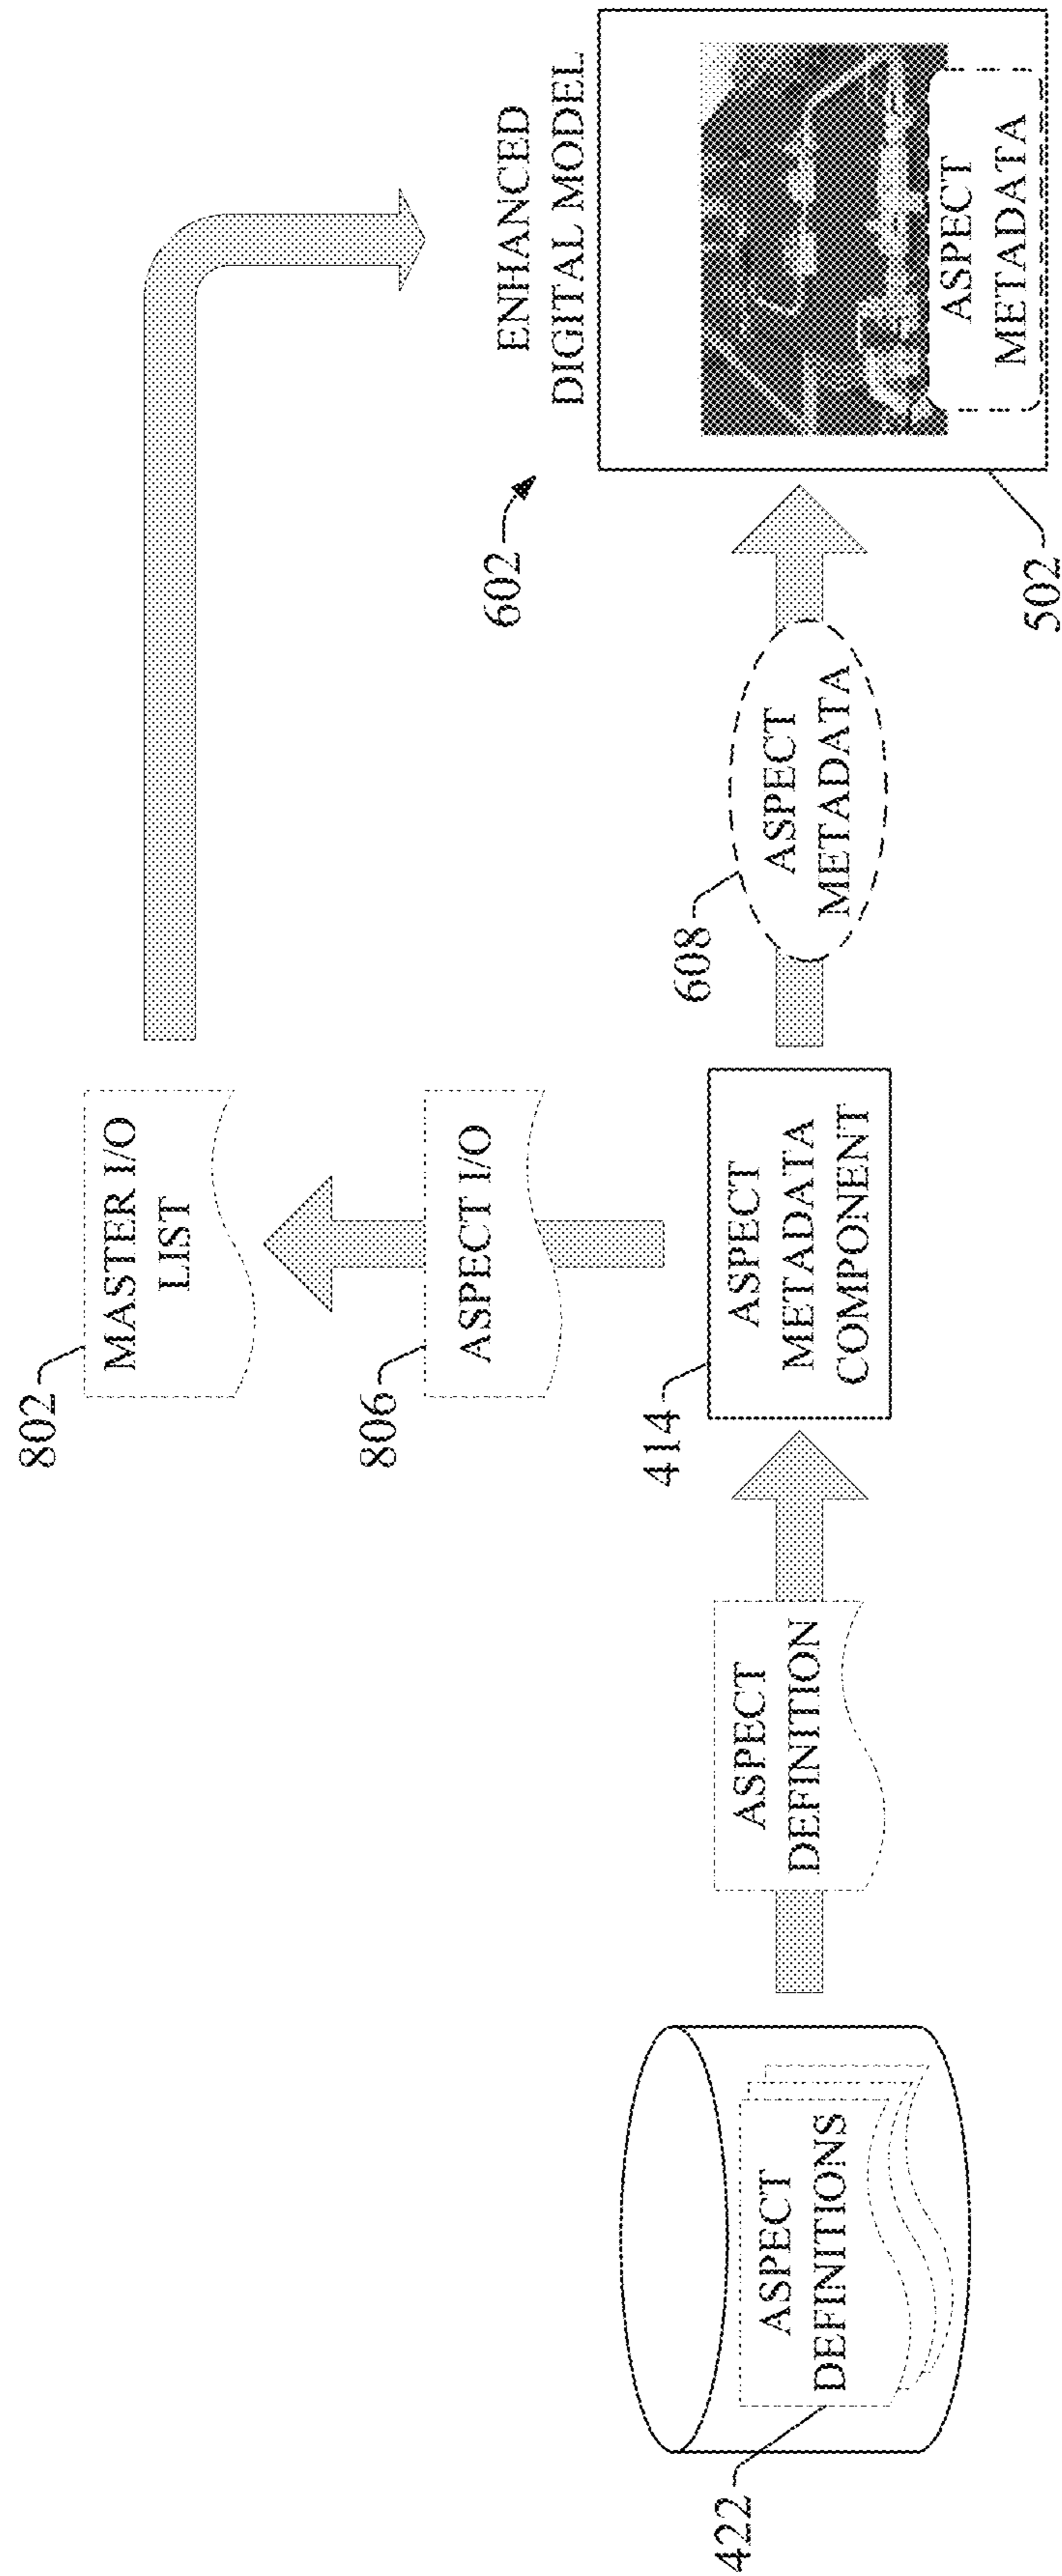 802
MASTER I/O
LIST
806
ASPECT I/O
ENHANCED
DIGITAL MODEL
602
422
ASPECT
DEFINITIONS
ASPECT
DEFINITION
414
ASPECT
METADATA
COMPONENT
608
ASPECT
METADATA
ASPECT
METADATA
502